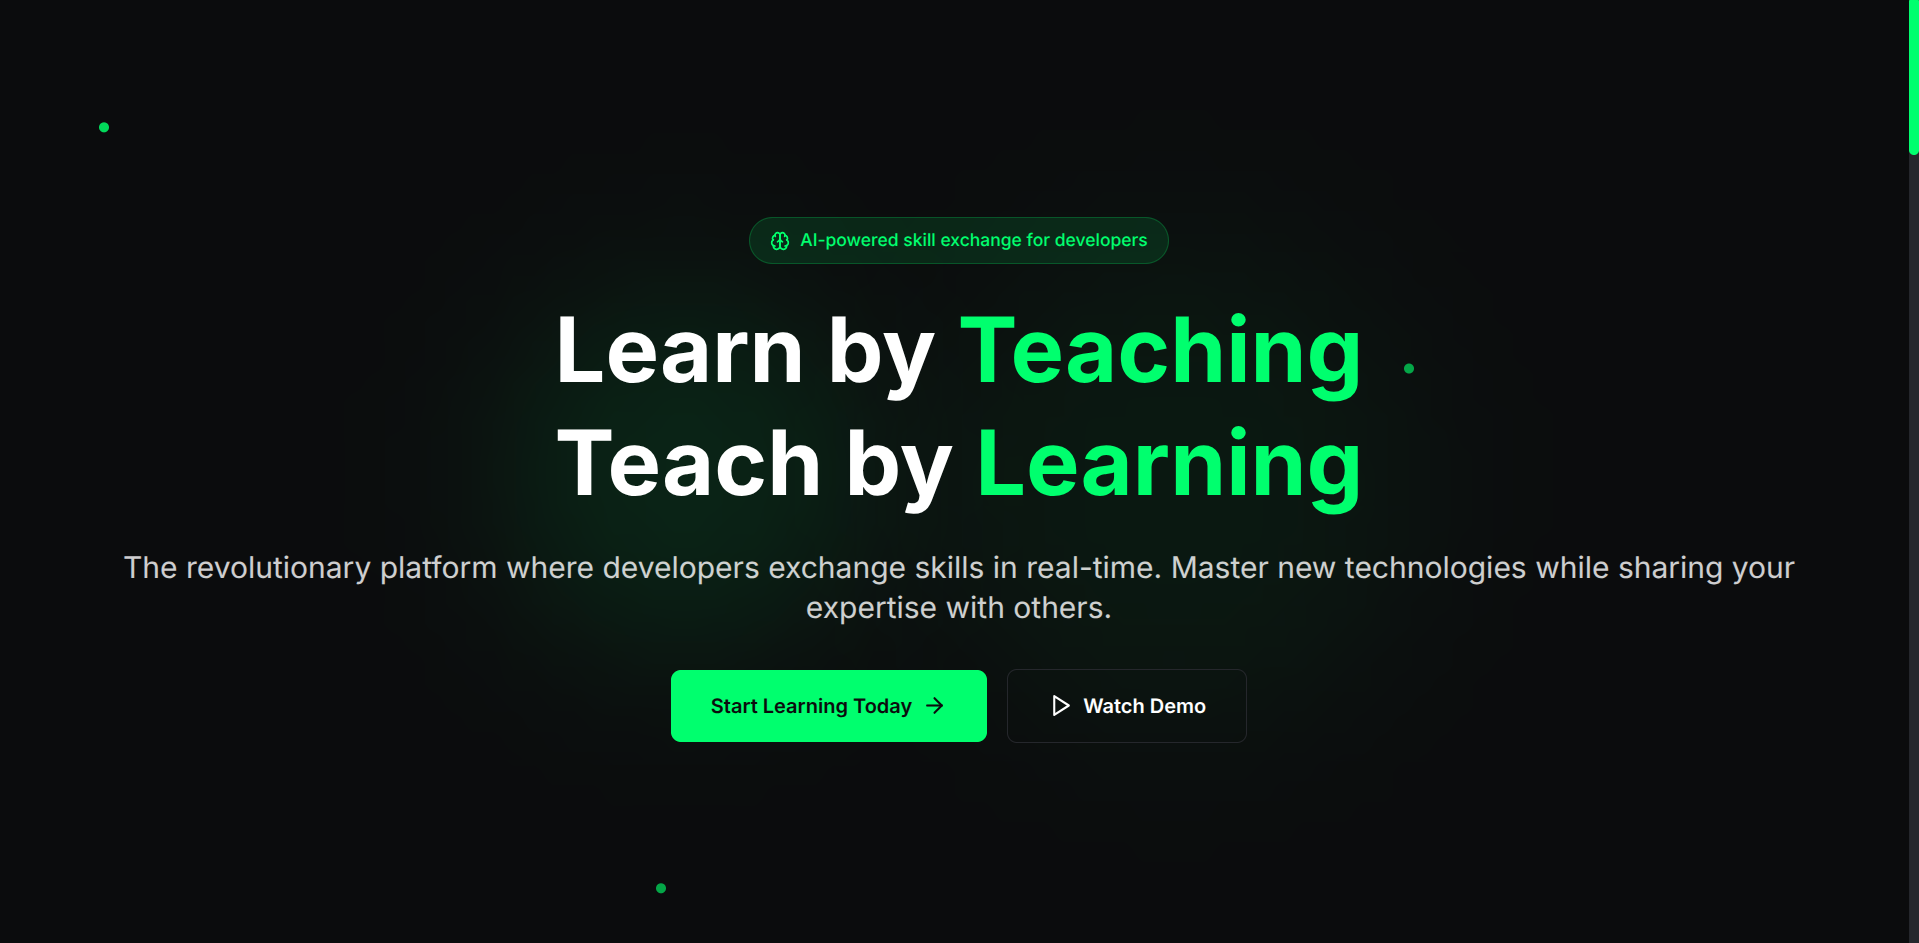 AI-powered skill exchange for developers
Learn by Teaching
Teach by Learning
The revolutionary platform where developers exchange skills in real-time. Master new technologies while sharing your
expertise with others.
Start Learning Today
Watch Demo